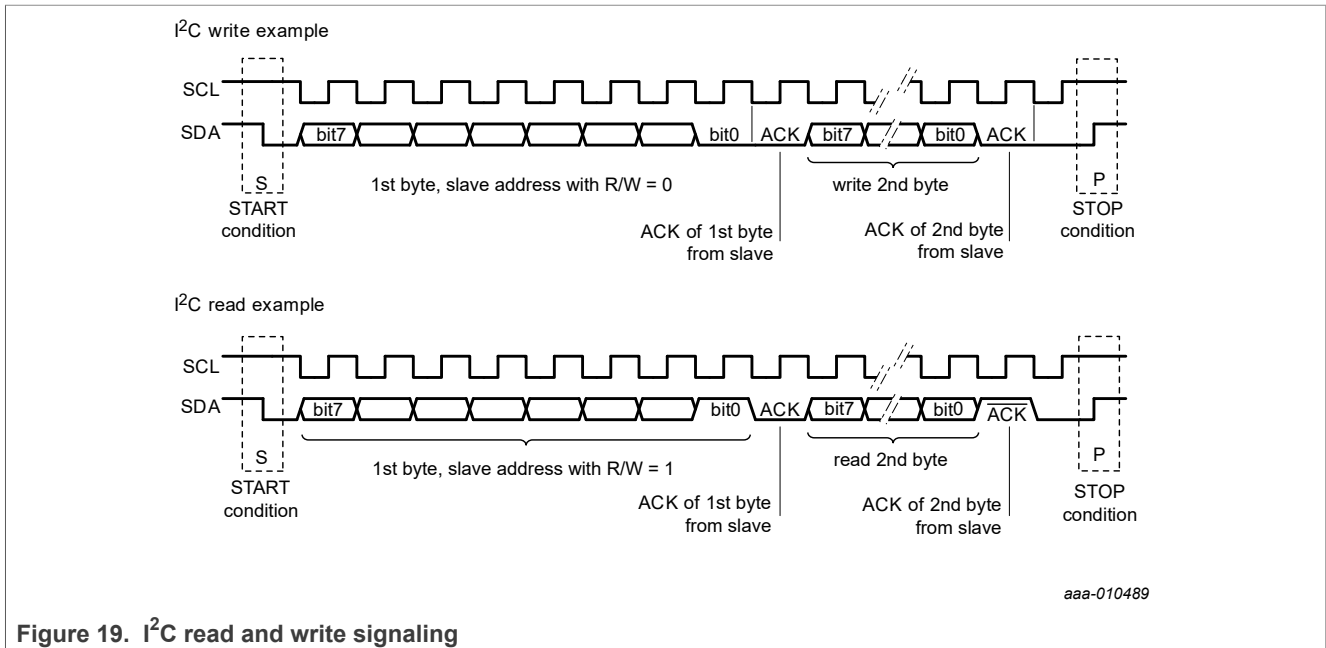 I²C write example
SCL
SDA
bit7 bit0 ACK bit7 bit0 ACK
S P
1st byte, slave address with R/W = 0 write 2nd byte
START
condition
STOP
condition
ACK of 1st byte
from slave
ACK of 2nd byte
from slave
I²C read example
SCL
SDA
bit7 bit0 ACK bit7 bit0 ACK
S P
1st byte, slave address with R/W = 1 read 2nd byte
START
condition
STOP
condition
ACK of 1st byte
from slave
ACK of 2nd byte
from slave
aaa-010489
Figure 19. I²C read and write signaling